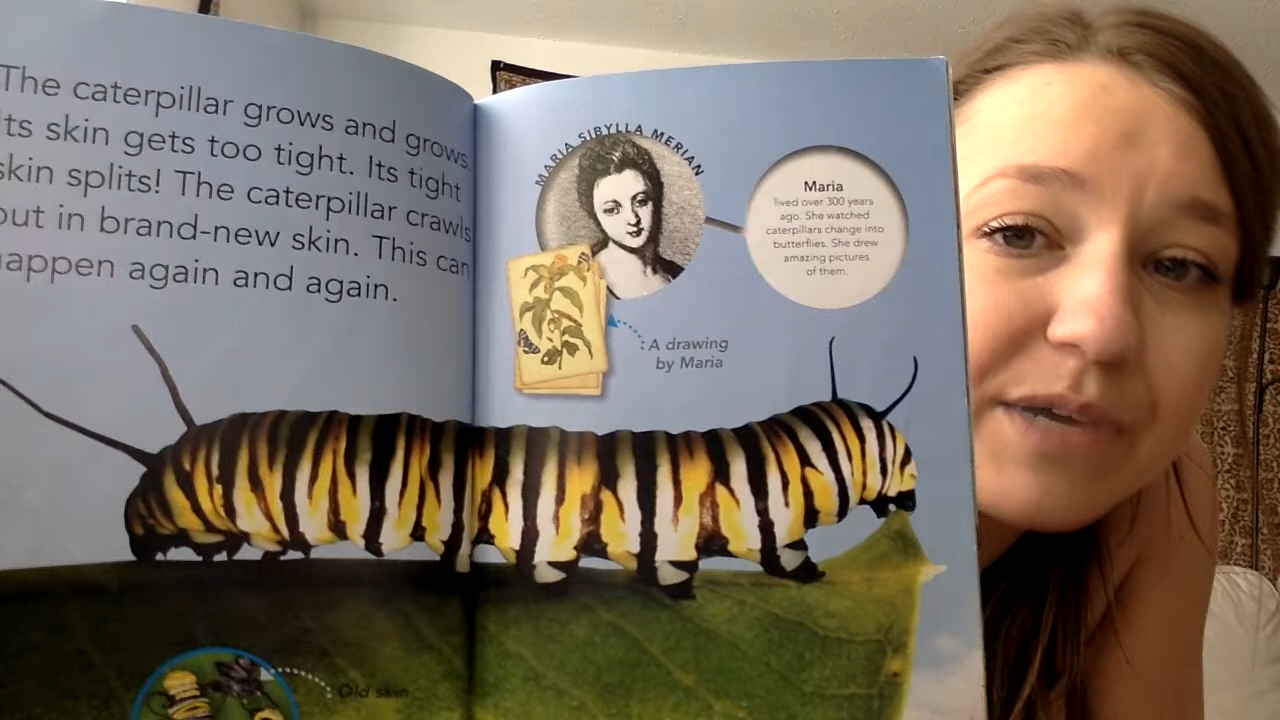 The caterpillar grows and grows.
Its skin gets too tight. Its tight
skin splits! The caterpillar crawls
out in brand-new skin. This can
happen again and again.
MARIA SIBYLLA MERIAN
Maria
lived over 300 years
ago. She watched
caterpillars change into
butterflies. She drew
amazing pictures
of them.
A drawing
by Maria
Old skin